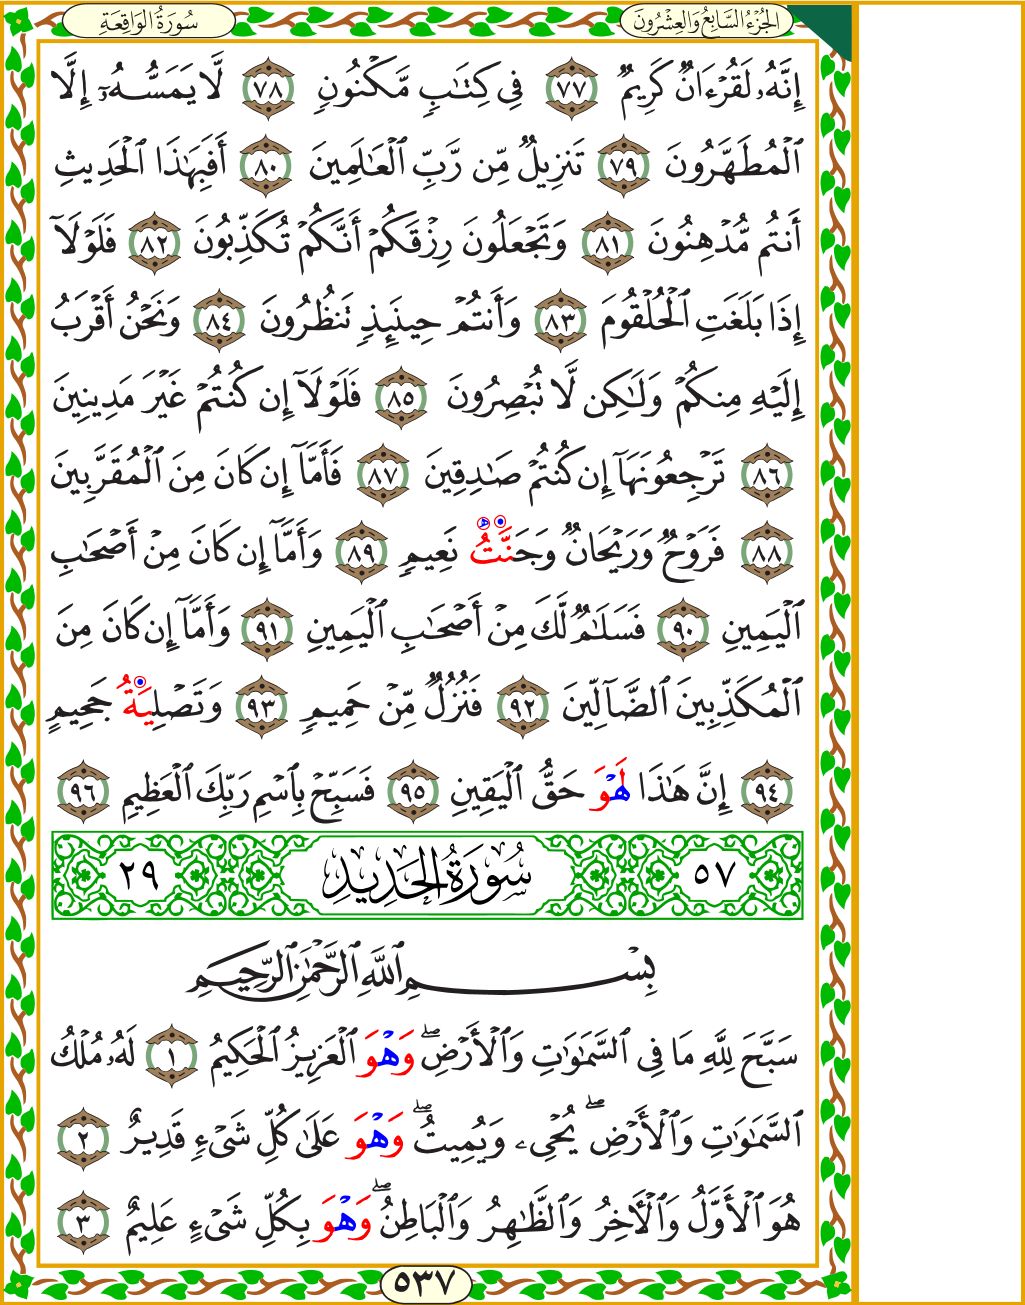 سُورَةُ الوَاقِعَةِ
الجُزْءُ السَّابِعُ وَالعِشْرُونَ
إِنَّهُۥ لَقُرۡءَانٞ كَرِيمٞ ٧٧ فِي كِتَٰبٖ مَّكۡنُونٖ ٧٨ لَّا يَمَسُّهُۥٓ إِلَّا
ٱلۡمُطَهَّرُونَ ٧٩ تَنزِيلٞ مِّن رَّبِّ ٱلۡعَٰلَمِينَ ٨٠ أَفَبِهَٰذَا ٱلۡحَدِيثِ
أَنتُم مُّدۡهِنُونَ ٨١ وَتَجۡعَلُونَ رِزۡقَكُمۡ أَنَّكُمۡ تُكَذِّبُونَ ٨٢ فَلَوۡلَآ
إِذَا بَلَغَتِ ٱلۡحُلۡقُومَ ٨٣ وَأَنتُمۡ حِينَئِذٖ تَنظُرُونَ ٨٤ وَنَحۡنُ أَقۡرَبُ
إِلَيۡهِ مِنكُمۡ وَلَٰكِن لَّا تُبۡصِرُونَ ٨٥ فَلَوۡلَآ إِن كُنتُمۡ غَيۡرَ مَدِينِينَ
٨٦ تَرۡجِعُونَهَآ إِن كُنتُمۡ صَٰدِقِينَ ٨٧ فَأَمَّآ إِن كَانَ مِنَ ٱلۡمُقَرَّبِينَ
٨٨ فَرَوۡحٞ وَرَيۡحَانٞ وَجَنَّتُ نَعِيمٖ ٨٩ وَأَمَّآ إِن كَانَ مِنۡ أَصۡحَٰبِ
ٱلۡيَمِينِ ٩٠ فَسَلَٰمٞ لَّكَ مِنۡ أَصۡحَٰبِ ٱلۡيَمِينِ ٩١ وَأَمَّآ إِن كَانَ مِنَ
ٱلۡمُكَذِّبِينَ ٱلضَّآلِّينَ ٩٢ فَنُزُلٞ مِّنۡ حَمِيمٖ ٩٣ وَتَصۡلِيَةُ جَحِيمٍ
٩٤ إِنَّ هَٰذَا لَهۡوَ حَقُّ ٱلۡيَقِينِ ٩٥ فَسَبِّحۡ بِٱسۡمِ رَبِّكَ ٱلۡعَظِيمِ ٩٦
٥٧ سُورَةُ الحَدِيدِ ٢٩
بِسۡمِ ٱللَّهِ ٱلرَّحۡمَٰنِ ٱلرَّحِيمِ
سَبَّحَ لِلَّهِ مَا فِي ٱلسَّمَٰوَٰتِ وَٱلۡأَرۡضِۖ وَهۡوَ ٱلۡعَزِيزُ ٱلۡحَكِيمُ ١ لَهُۥ مُلۡكُ
ٱلسَّمَٰوَٰتِ وَٱلۡأَرۡضِۖ يُحۡيِۦ وَيُمِيتُۖ وَهۡوَ عَلَىٰ كُلِّ شَيۡءٖ قَدِيرٌ ٢
هُوَ ٱلۡأَوَّلُ وَٱلۡأٓخِرُ وَٱلظَّٰهِرُ وَٱلۡبَاطِنُۖ وَهۡوَ بِكُلِّ شَيۡءٍ عَلِيمٌ ٣
٥٣٧